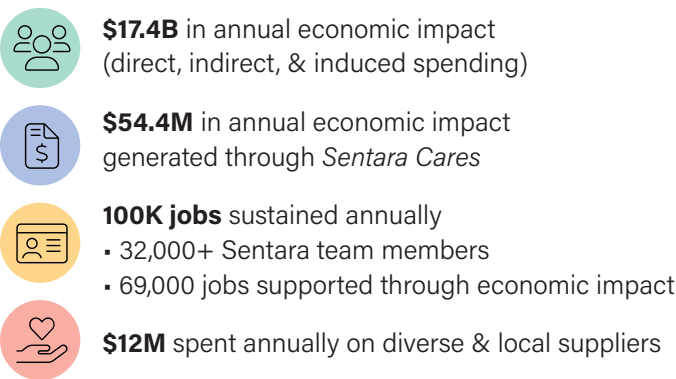 $17.4B in annual economic impact
(direct, indirect, & induced spending)
$
$54.4M in annual economic impact
generated through Sentara Cares
100K jobs sustained annually
• 32,000+ Sentara team members
• 69,000 jobs supported through economic impact
$12M spent annually on diverse & local suppliers